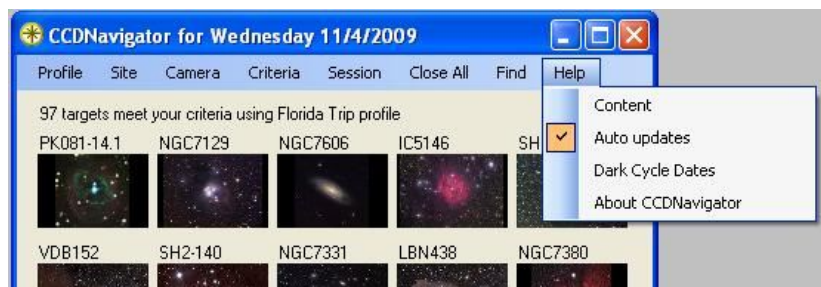 CCDNavigator for Wednesday 11/4/2009
Profile Site Camera Criteria Session Close All Find Help
97 targets meet your criteria using Florida Trip profile
PK081-14.1 NGC7129 NGC7606 IC5146 SH
Content
Auto updates
Dark Cycle Dates
About CCDNavigator
VDB152 SH2-140 NGC7331 LBN438 NGC7380